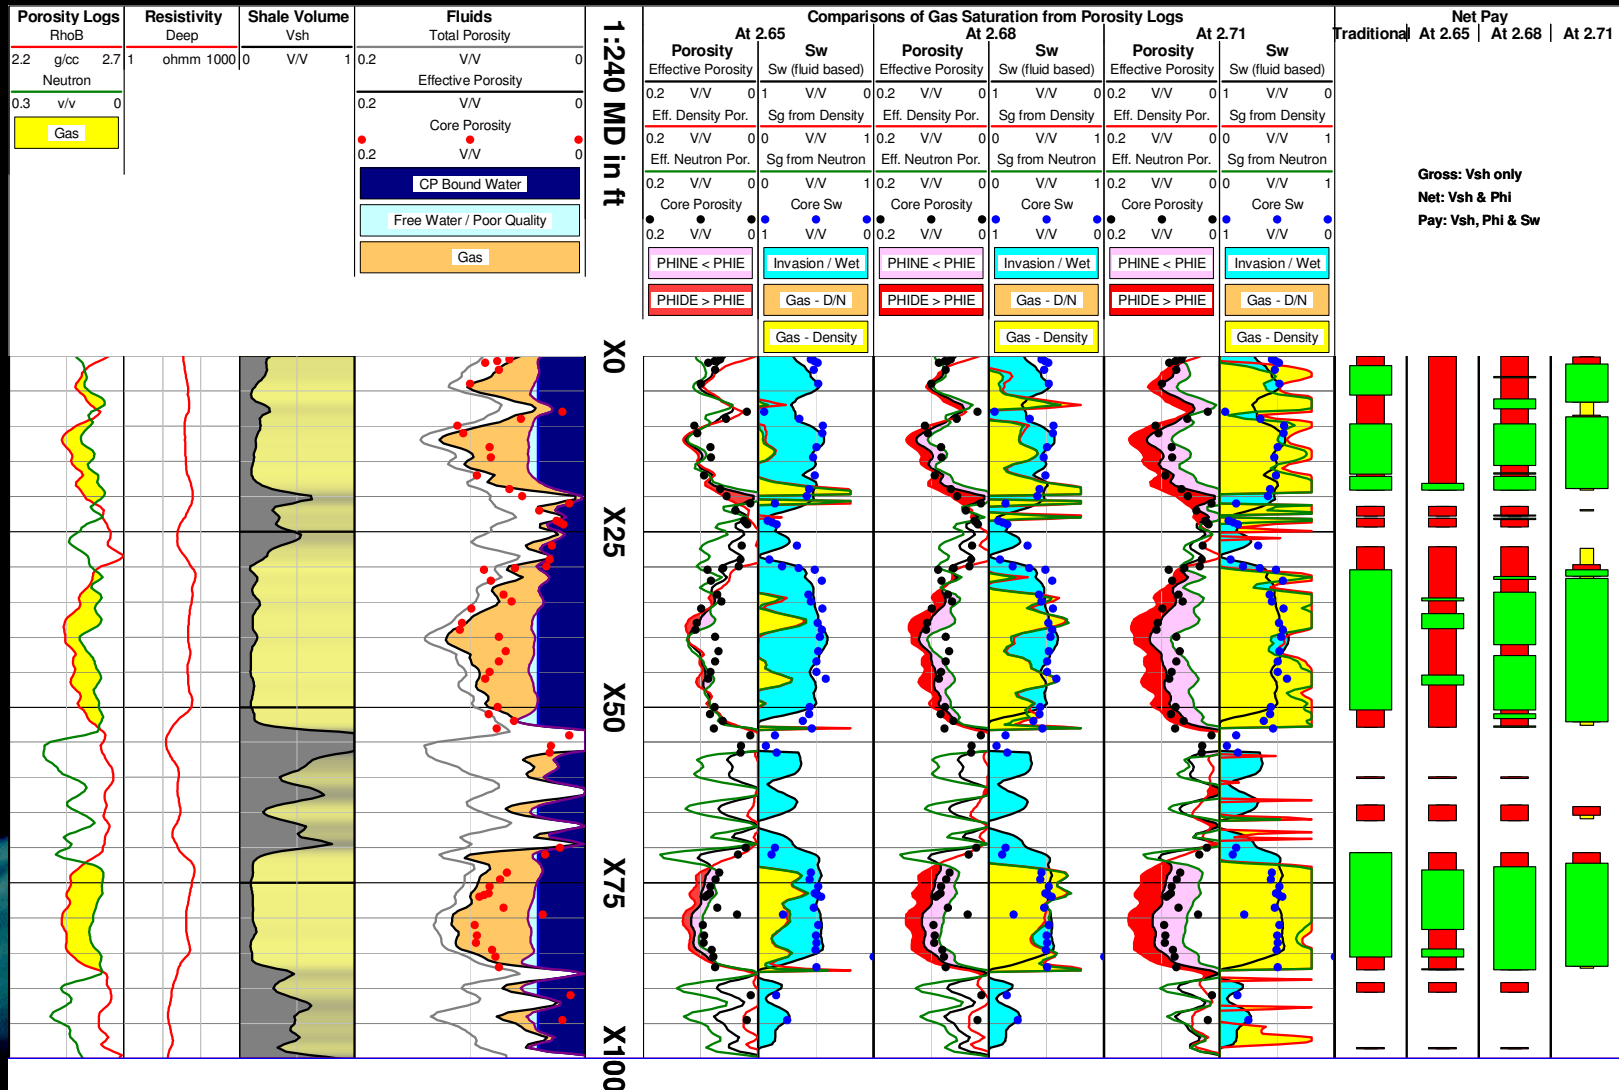 Porosity Logs
RhoB
2.2 g/cc 2.7
Neutron
0.3 v/v 0
Gas
Resistivity
Deep
1 ohmm 1000
Shale Volume
Vsh
0 V/V 1
Fluids
Total Porosity
0.2 V/V 0
Effective Porosity
0.2 V/V 0
Core Porosity
0.2 V/V 0
CP Bound Water
Free Water / Poor Quality
Gas
1:240 MD in ft
X0
X25
X50
X75
X100
Comparisons of Gas Saturation from Porosity Logs
At 2.65
Porosity
Effective Porosity
0.2 V/V 0
Eff. Density Por.
0.2 V/V 0
Eff. Neutron Por.
0.2 V/V 0
Core Porosity
0.2 V/V 0
PHINE < PHIE
PHIDE > PHIE
Sw
Sw (fluid based)
1 V/V 0
Sg from Density
0 V/V 1
Sg from Neutron
0 V/V 1
Core Sw
1 V/V 0
Invasion / Wet
Gas - D/N
Gas - Density
At 2.68
Porosity
Effective Porosity
0.2 V/V 0
Eff. Density Por.
0.2 V/V 0
Eff. Neutron Por.
0.2 V/V 0
Core Porosity
0.2 V/V 0
PHINE < PHIE
PHIDE > PHIE
Sw
Sw (fluid based)
1 V/V 0
Sg from Density
0 V/V 1
Sg from Neutron
0 V/V 1
Core Sw
1 V/V 0
Invasion / Wet
Gas - D/N
Gas - Density
At 2.71
Porosity
Effective Porosity
0.2 V/V 0
Eff. Density Por.
0.2 V/V 0
Eff. Neutron Por.
0.2 V/V 0
Core Porosity
0.2 V/V 0
PHINE < PHIE
PHIDE > PHIE
Sw
Sw (fluid based)
1 V/V 0
Sg from Density
0 V/V 1
Sg from Neutron
0 V/V 1
Core Sw
1 V/V 0
Invasion / Wet
Gas - D/N
Gas - Density
Net Pay
Traditional At 2.65 At 2.68 At 2.71
Gross: Vsh only
Net: Vsh & Phi
Pay: Vsh, Phi & Sw